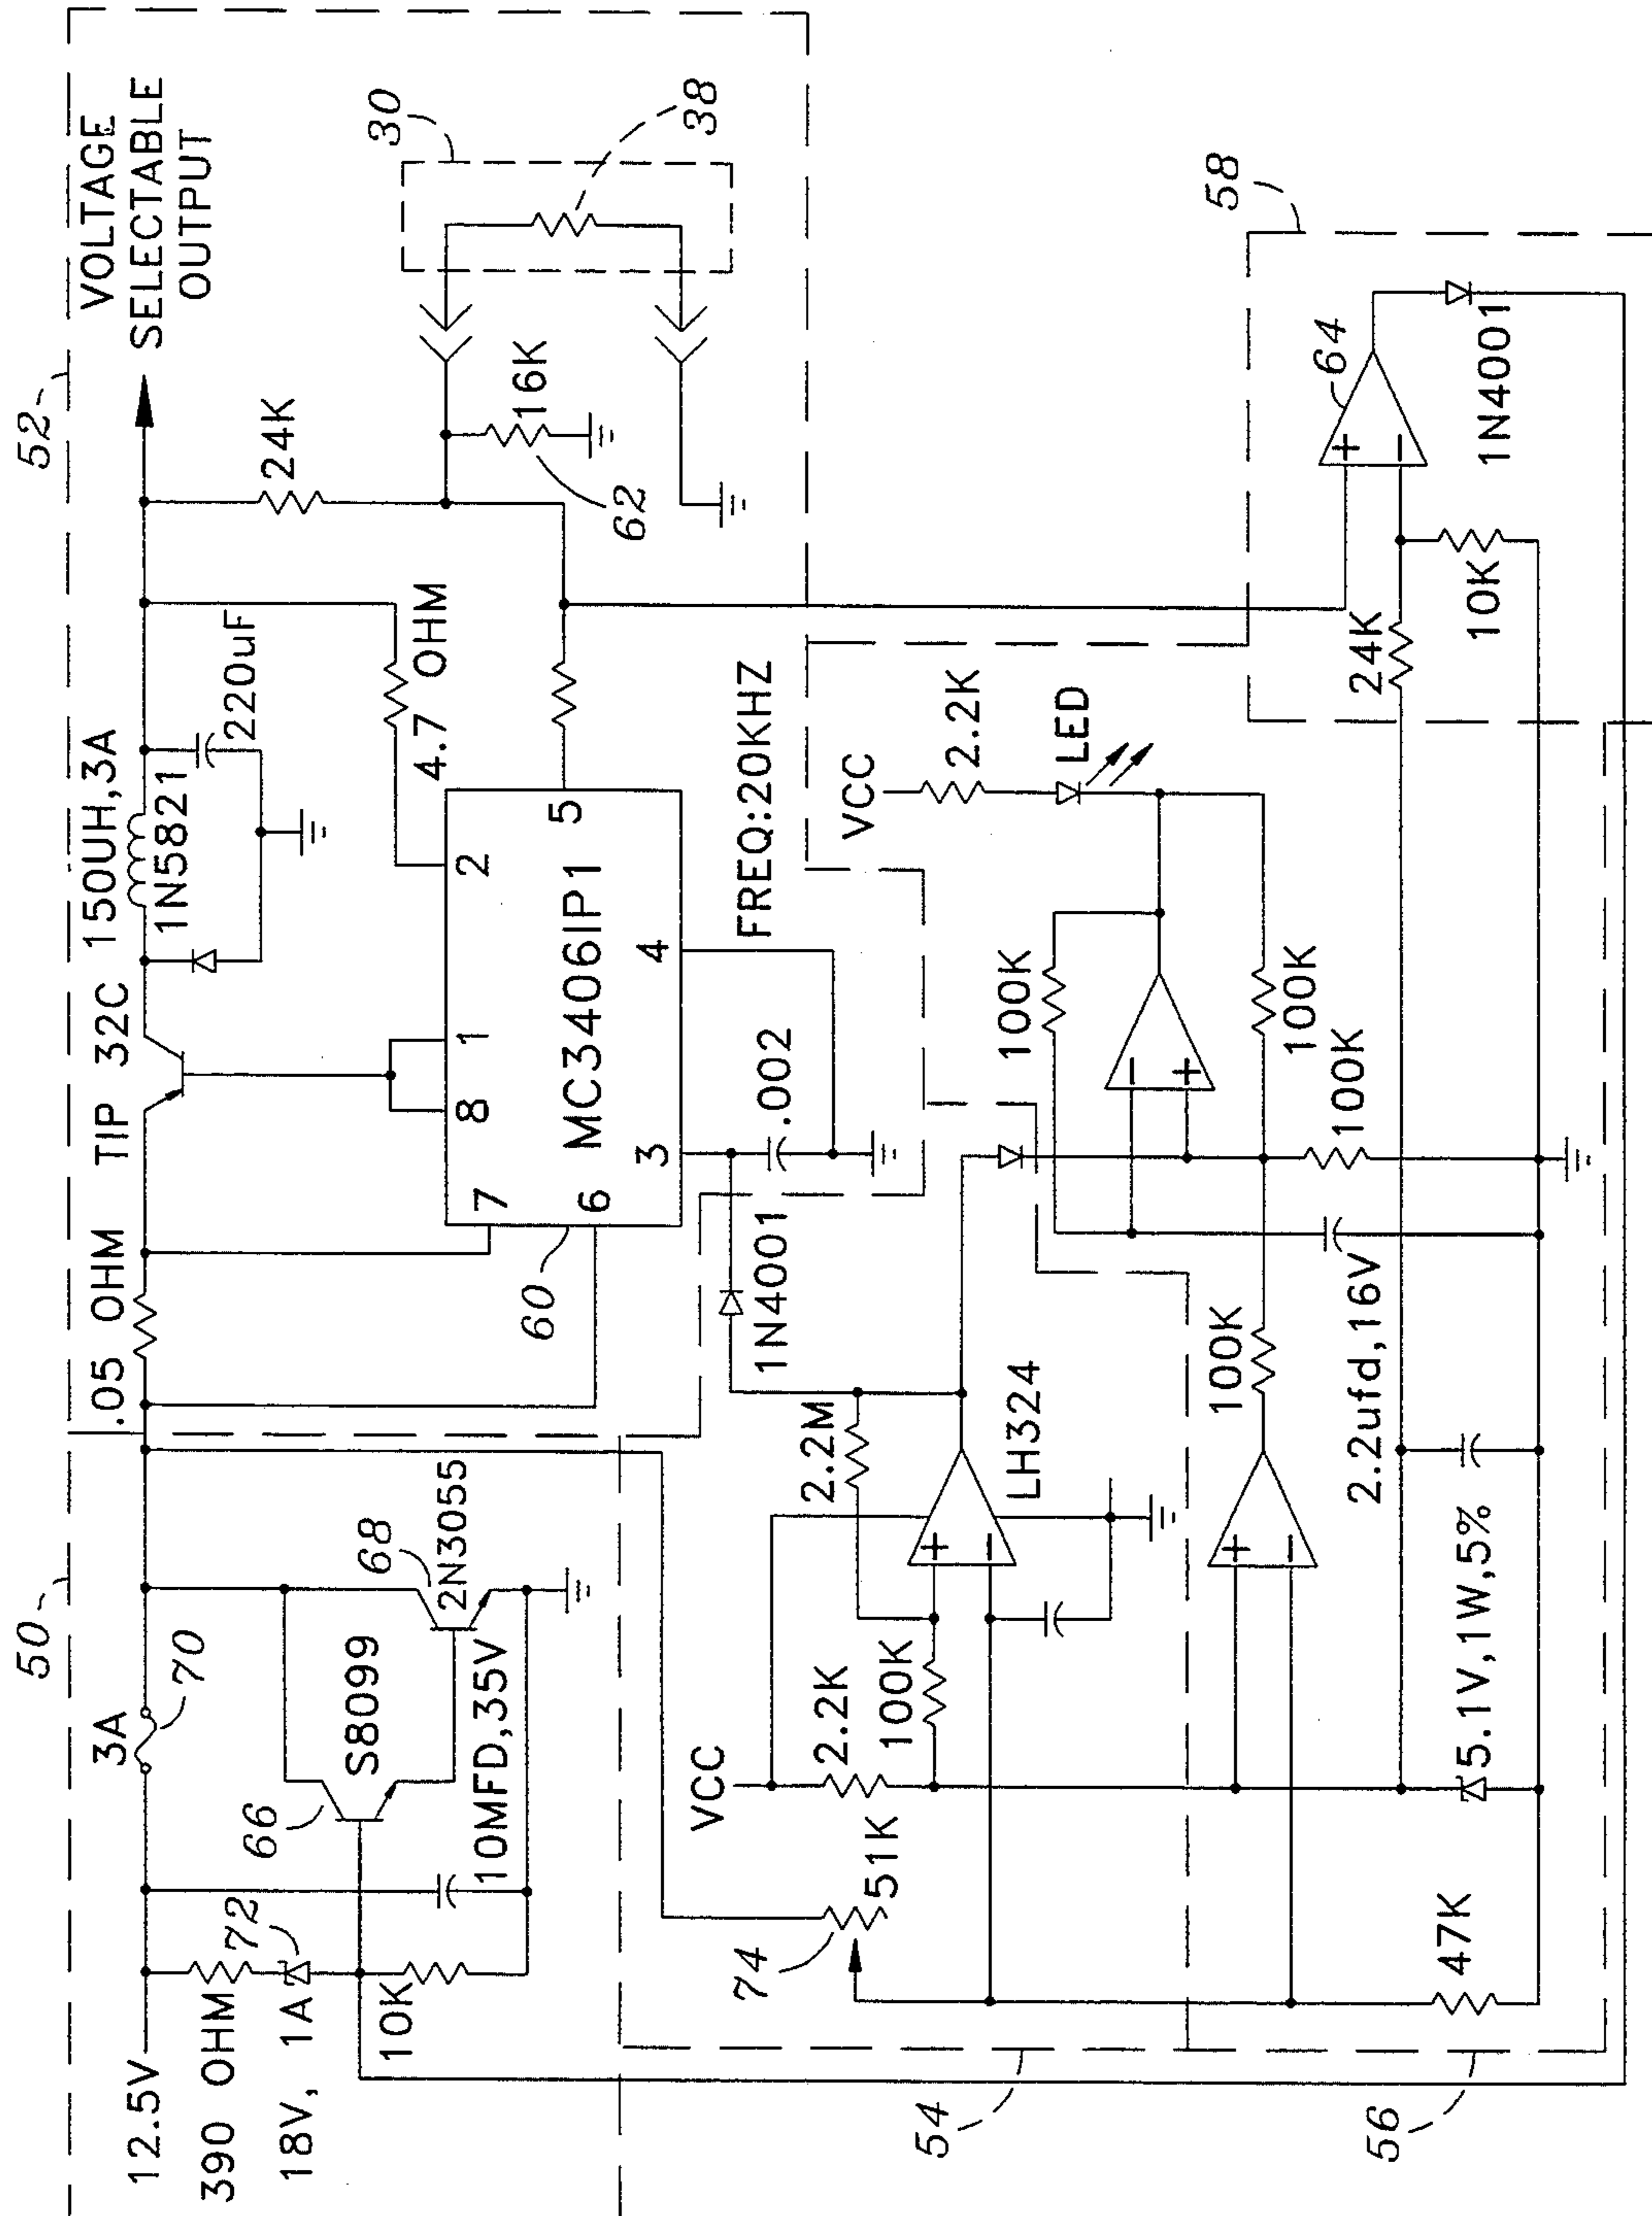 52
VOLTAGE
SELECTABLE
OUTPUT
50
12.5V
3A
70
.05 OHM
TIP 32C
150UH,3A
1N5821
220uF
24K
30
38
390 OHM
72
18V, 1A
10K
66
S8099
68
2N3055
10MFD,35V
7
8
1
2
4.7 OHM
16K
62
6
MC3406IP1
5
60
3
4
.002
FREQ:20KHZ
VCC
2.2K
51K
74
100K
2.2M
LH324
1N4001
+
−
VCC
2.2K
LED
100K
−
+
100K
100K
100K
54
+
−
2.2ufd,16V
5.1V,1W,5%
47K
56
58
64
+
−
24K
10K
1N4001